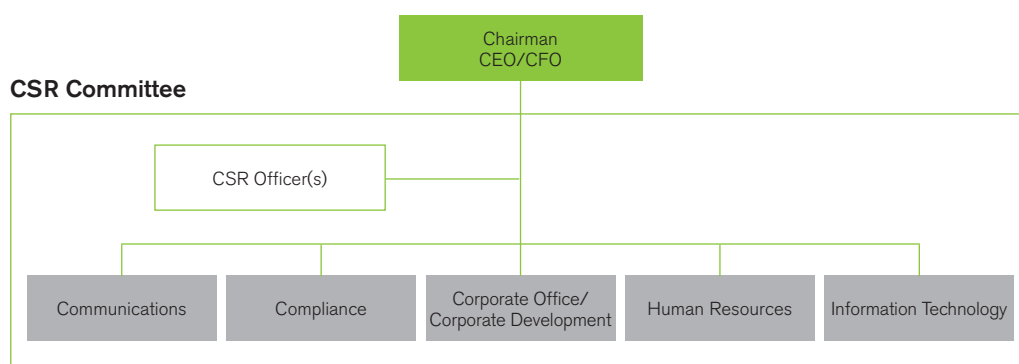 Chairman
CEO/CFO
CSR Committee
CSR Officer(s)
Communications
Compliance
Corporate Office/
Corporate Development
Human Resources
Information Technology